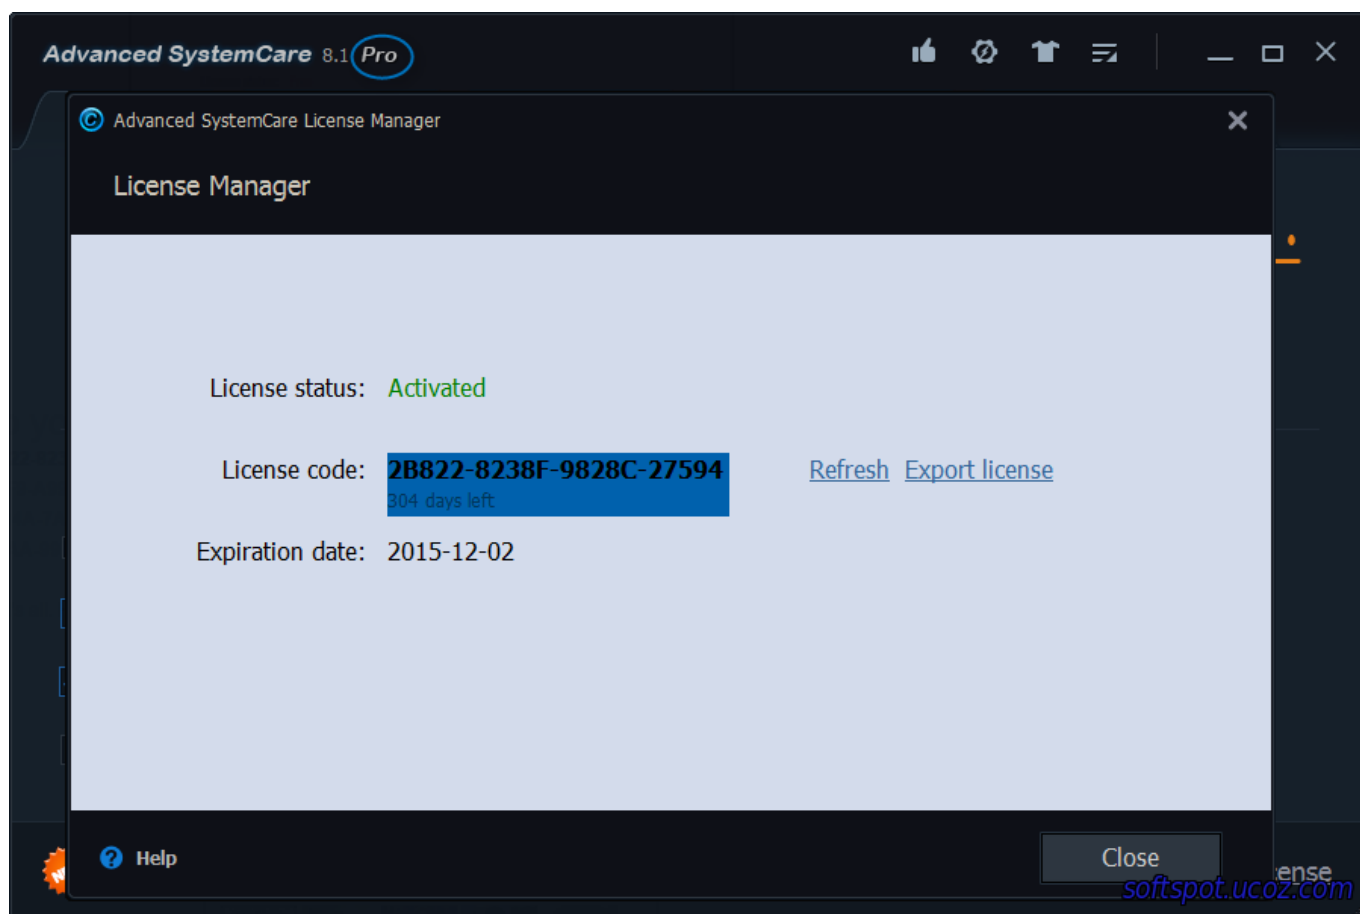 Advanced SystemCare 8.1 Pro
Advanced SystemCare License Manager
License Manager
License status: Activated
License code: 2B822-8238F-9828C-27594 Refresh Export license
304 days left
Expiration date: 2015-12-02
Help Close
ense
softspot.ucoz.com